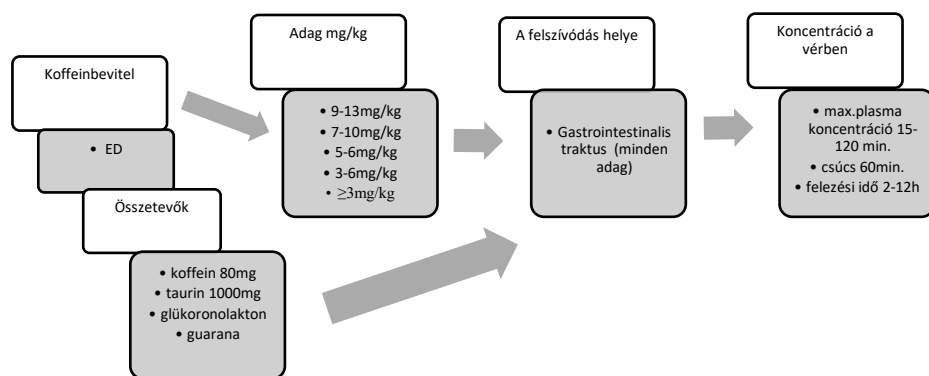 Koffeinbevitel
• ED
Összetevők
• koffein 80mg
• taurin 1000mg
• glükoronolakton
• guarana
Adag mg/kg
• 9-13mg/kg
• 7-10mg/kg
• 5-6mg/kg
• 3-6mg/kg
• ≥3mg/kg
A felszívódás helye
• Gastrointestinalis
traktus (minden
adag)
Koncentráció a
vérben
• max.plasma
koncentráció 15-
120 min.
• csúcs 60min.
• felezési idő 2-12h